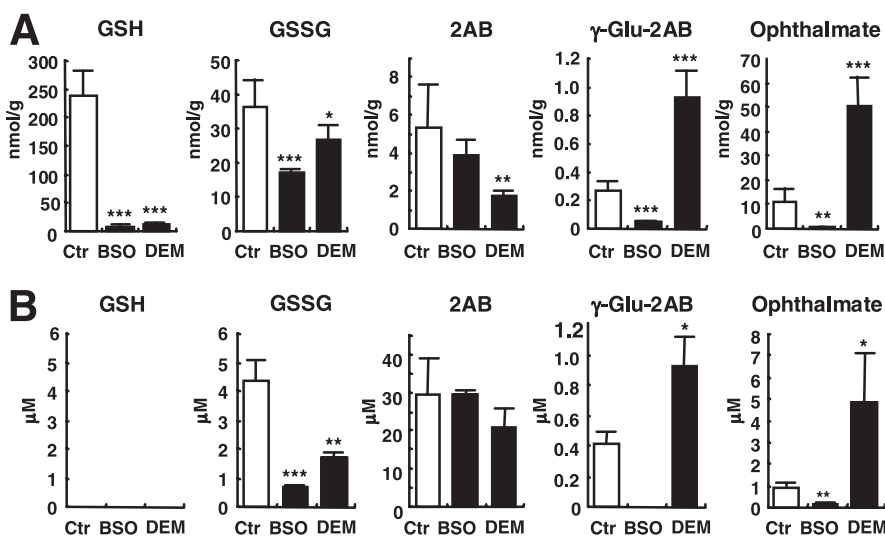 A
GSH
GSSG
2AB
γ-Glu-2AB
Ophthalmate
nmol/g
300
250
200
150
100
50
0
***
***
Ctr BSO DEM
nmol/g
50
40
30
20
10
0
***
*
Ctr BSO DEM
nmol/g
8
6
4
2
0
**
Ctr BSO DEM
nmol/g
1.2
1.0
0.8
0.6
0.4
0.2
0
***
***
Ctr BSO DEM
nmol/g
70
60
50
40
30
20
10
0
**
***
Ctr BSO DEM
B
GSH
GSSG
2AB
γ-Glu-2AB
Ophthalmate
μM
6
5
4
3
2
1
0
Ctr BSO DEM
μM
6
5
4
3
2
1
0
***
**
Ctr BSO DEM
μM
40
30
20
10
0
Ctr BSO DEM
μM
1.2
1.0
0.8
0.6
0.4
0.2
0
*
Ctr BSO DEM
μM
8
7
6
5
4
3
2
1
0
**
*
Ctr BSO DEM